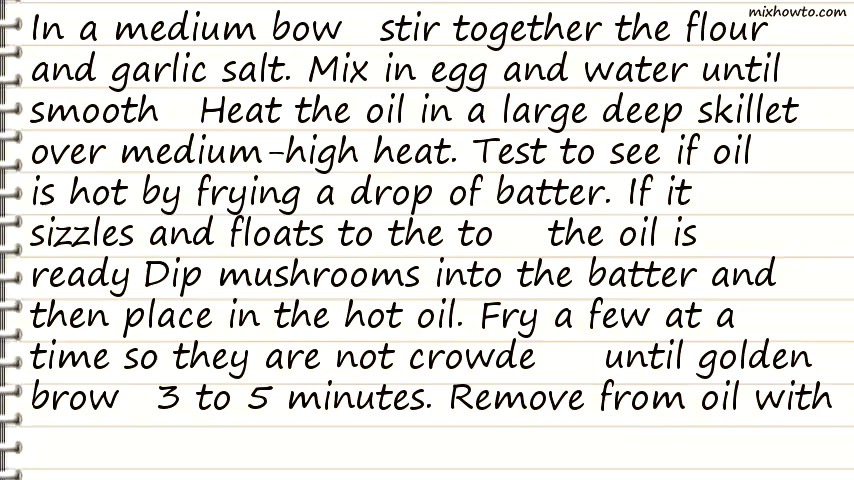 mixhowto.com
In a medium bow stir together the flour
and garlic salt. Mix in egg and water until
smooth Heat the oil in a large deep skillet
over medium-high heat. Test to see if oil
is hot by frying a drop of batter. If it
sizzles and floats to the to the oil is
ready Dip mushrooms into the batter and
then place in the hot oil. Fry a few at a
time so they are not crowde until golden
brow 3 to 5 minutes. Remove from oil with